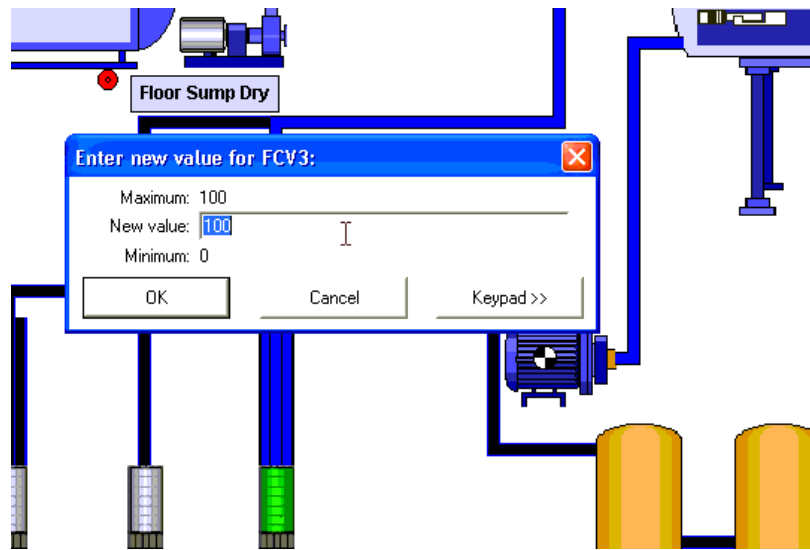 Floor Sump Dry
Enter new value for FCV3:
Maximum: 100
New value: 100
Minimum: 0
OK Cancel Keypad >>